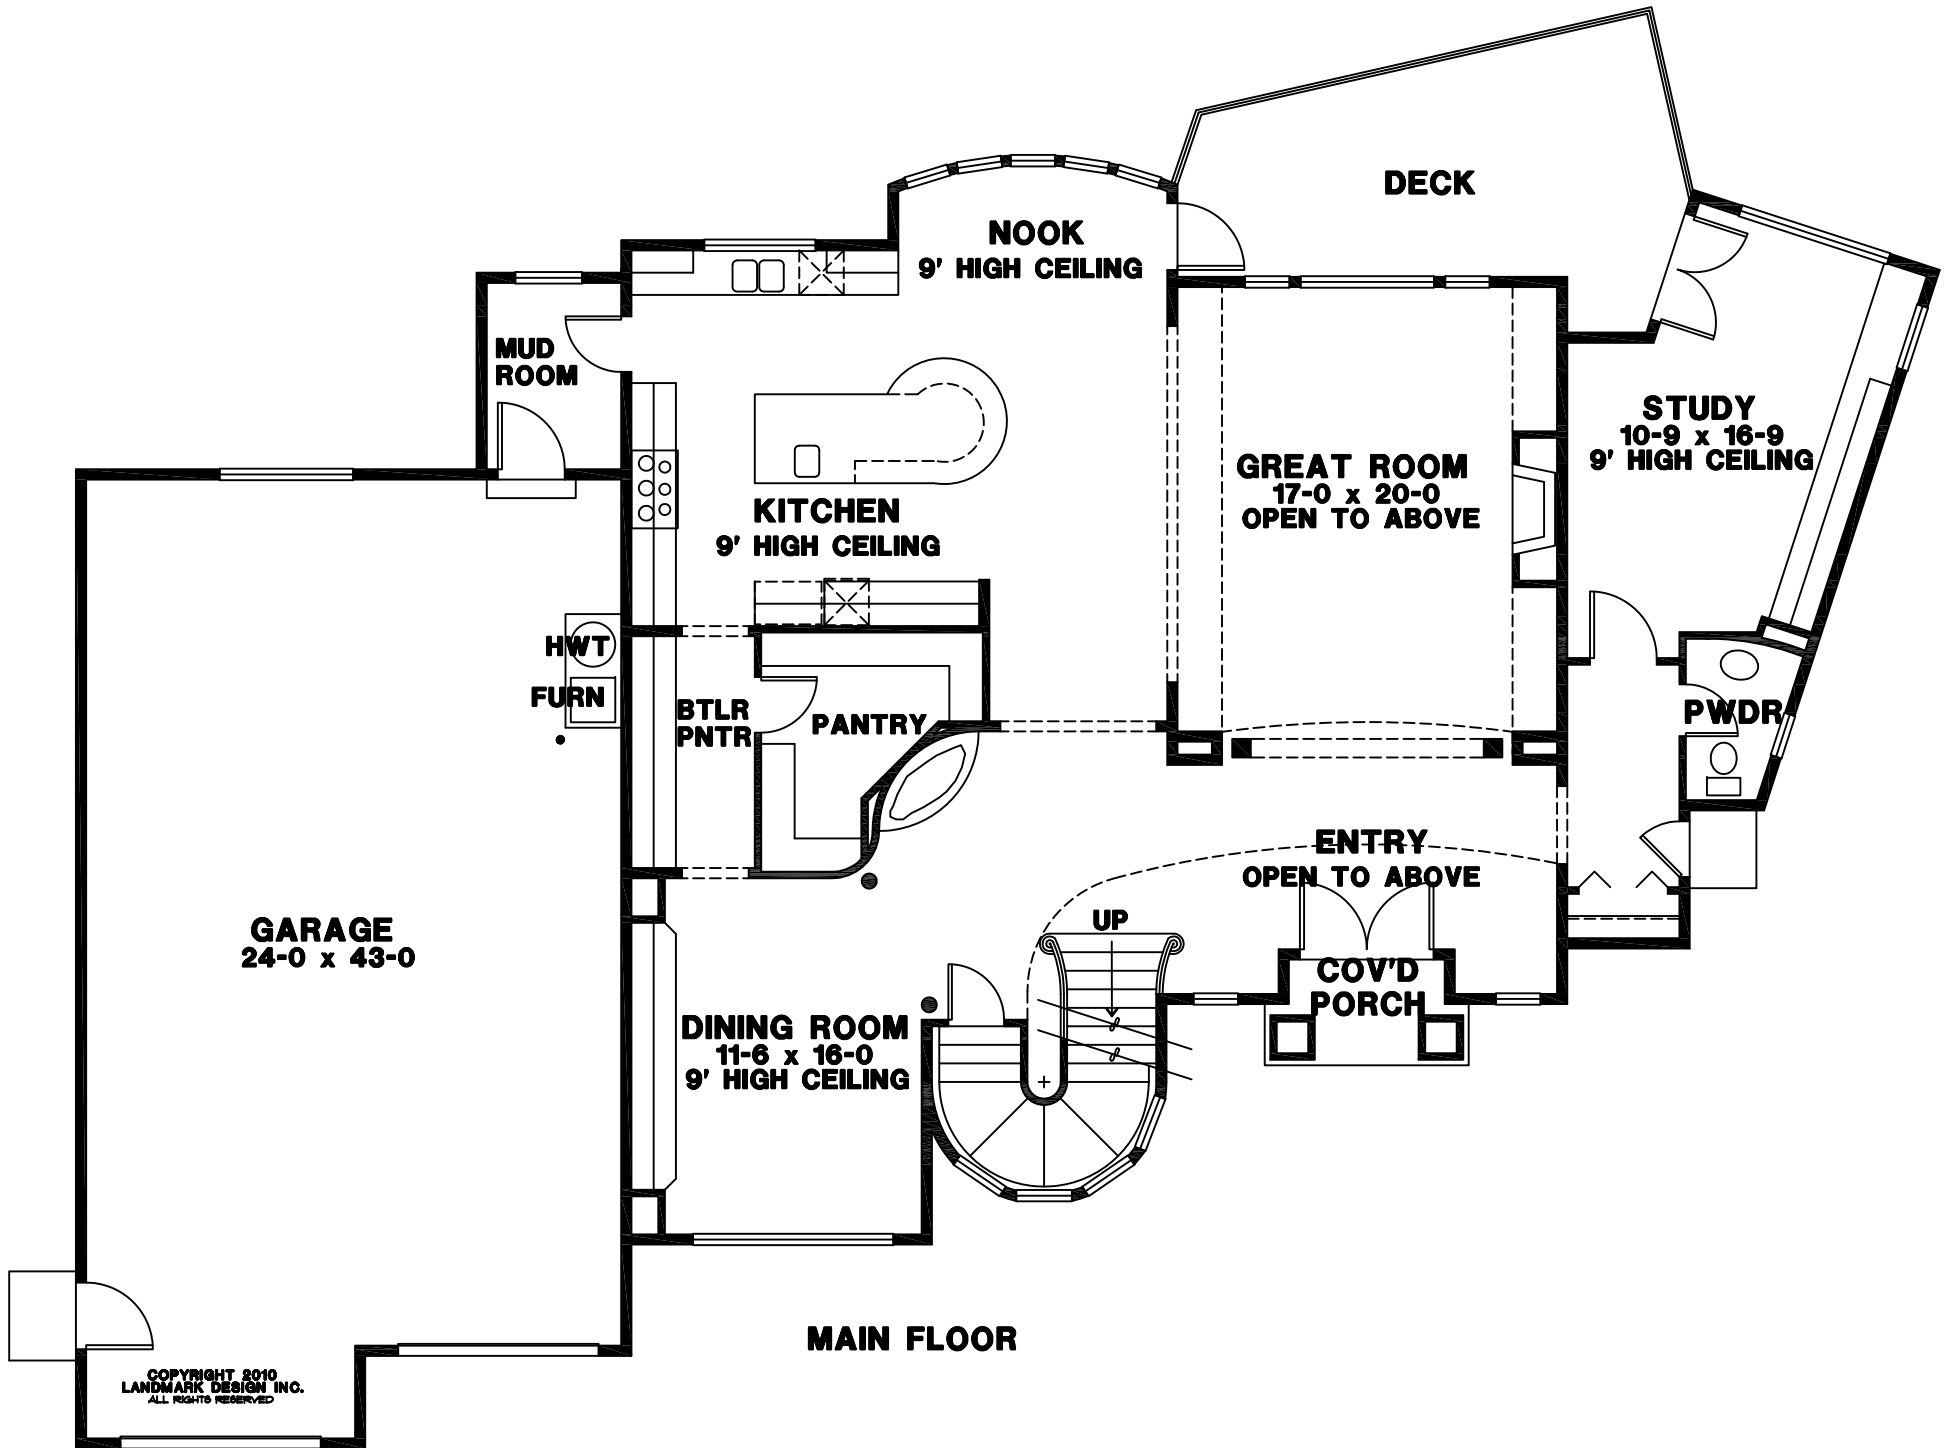 DECK
NOOK
9' HIGH CEILING
MUD
ROOM
STUDY
10-9 x 16-9
9' HIGH CEILING
GREAT ROOM
17-0 x 20-0
OPEN TO ABOVE
KITCHEN
9' HIGH CEILING
HWT
FURN
BTLR
PNTR
PANTRY
PWDR
ENTRY
OPEN TO ABOVE
UP
GARAGE
24-0 x 43-0
COV'D
PORCH
DINING ROOM
11-6 x 16-0
9' HIGH CEILING
MAIN FLOOR
COPYRIGHT 2010
LANDMARK DESIGN INC.
ALL RIGHTS RESERVED